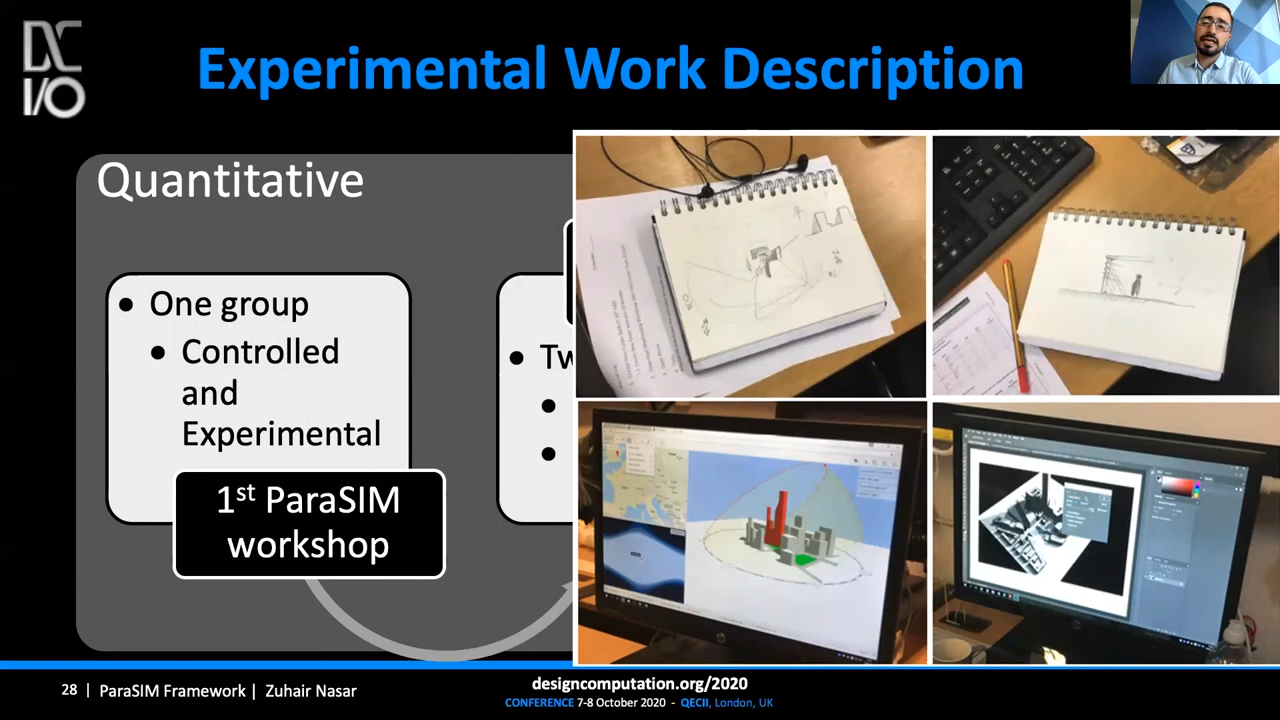 DC
I/O
Experimental Work Description
Quantitative
• One group
• Controlled
and
Experimental
1st ParaSIM
workshop
• Tw
•
•
28 | ParaSIM Framework | Zuhair Nasar
designcomputation.org/2020
CONFERENCE 7-8 October 2020 - QECII, London, UK